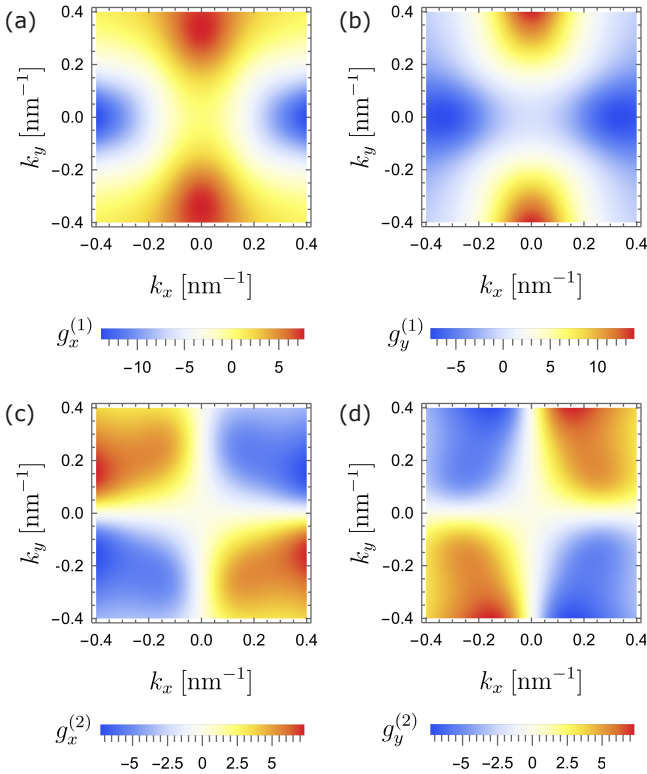 (a)
0.4
0.2
0.0
−0.2
−0.4
k_y [nm⁻¹]
−0.4 −0.2 0.0 0.2 0.4
k_x [nm⁻¹]
g_x^(1)
−10 −5 0 5
(b)
0.4
0.2
0.0
−0.2
−0.4
k_y [nm⁻¹]
−0.4 −0.2 0.0 0.2 0.4
k_x [nm⁻¹]
g_y^(1)
−5 0 5 10
(c)
0.4
0.2
0.0
−0.2
−0.4
k_y [nm⁻¹]
−0.4 −0.2 0.0 0.2 0.4
k_x [nm⁻¹]
g_x^(2)
−5 −2.5 0 2.5 5
(d)
0.4
0.2
0.0
−0.2
−0.4
k_y [nm⁻¹]
−0.4 −0.2 0.0 0.2 0.4
k_x [nm⁻¹]
g_y^(2)
−5 −2.5 0 2.5 5